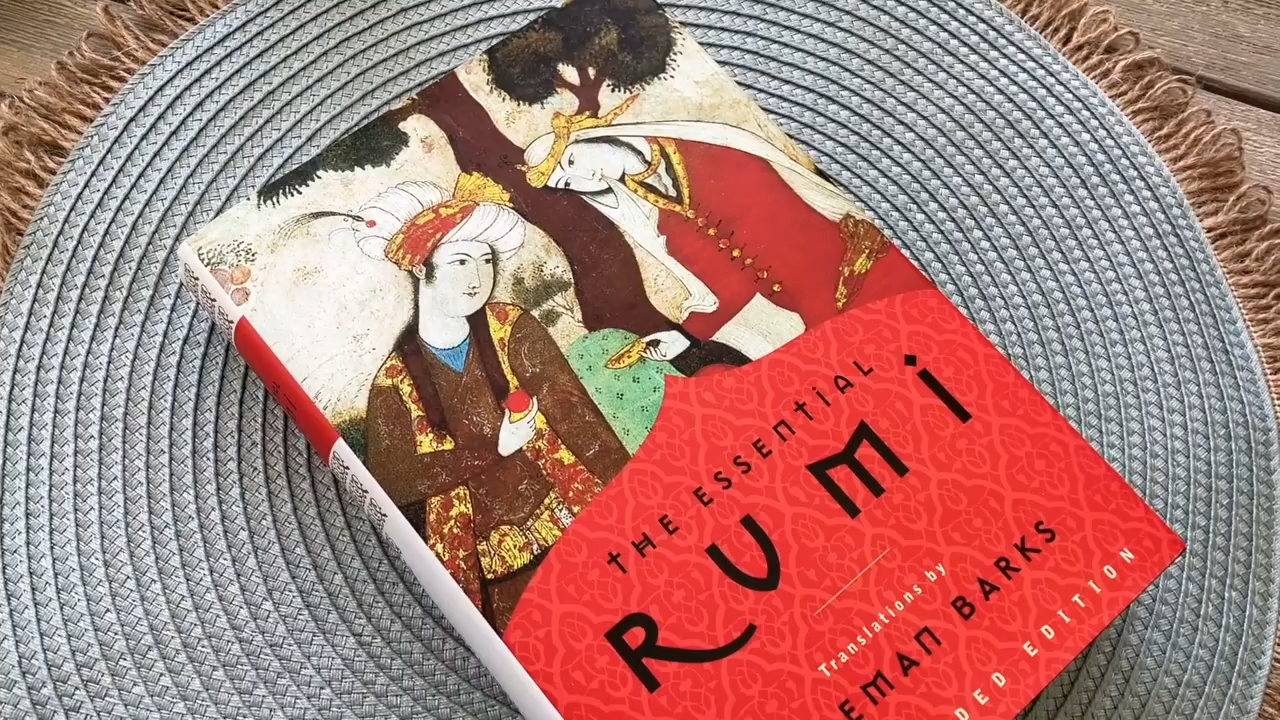 THE ESSENTIAL
RUMi
Translations by
EMAN BARKS
DED EDITION